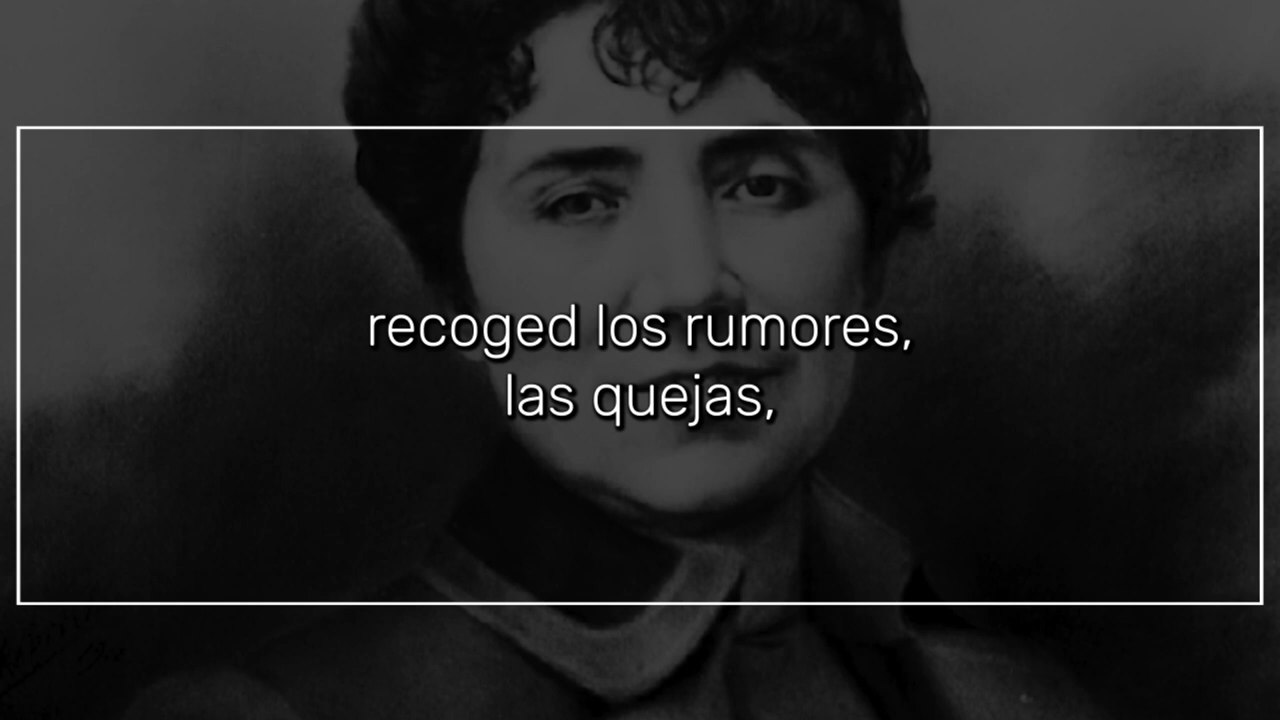 recoged los rumores,
las quejas,